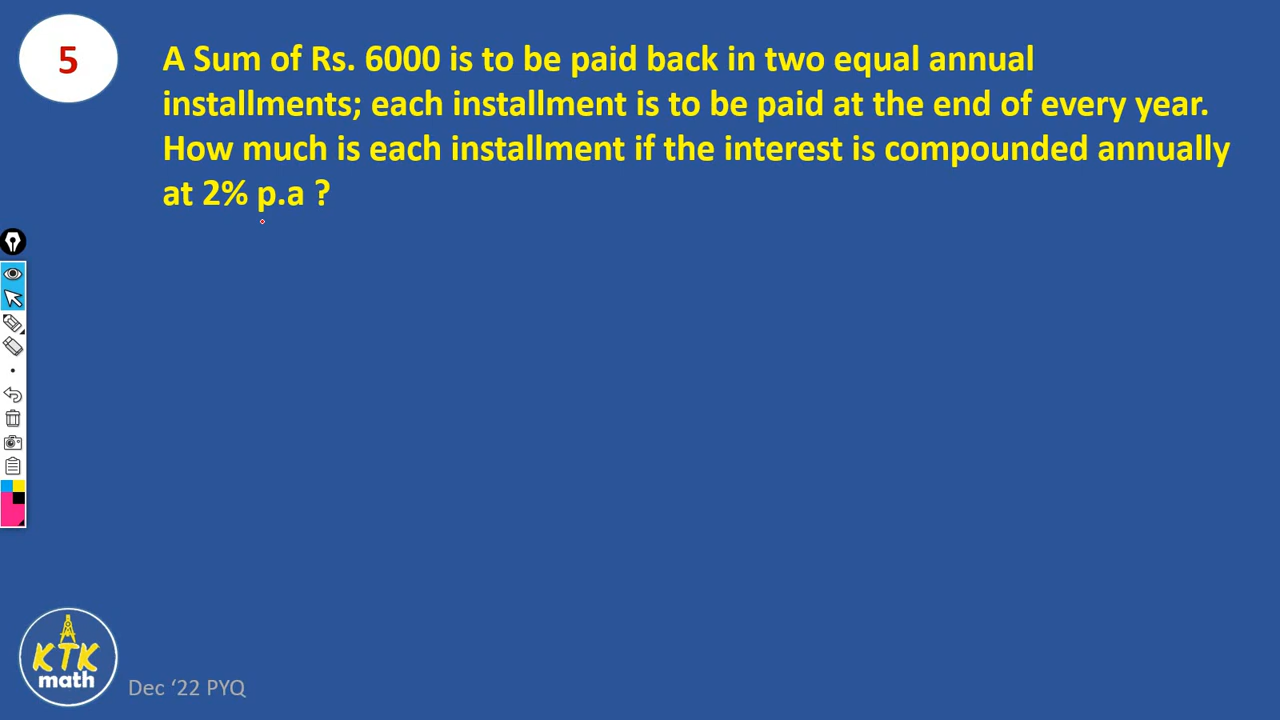 5
A Sum of Rs. 6000 is to be paid back in two equal annual
installments; each installment is to be paid at the end of every year.
How much is each installment if the interest is compounded annually
at 2% p.a ?
KTK
math
Dec ‘22 PYQ